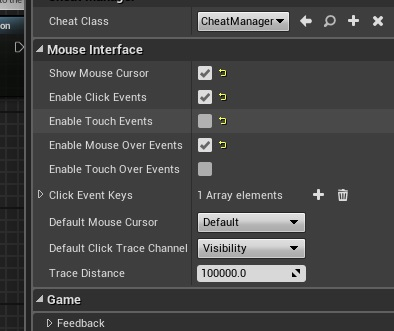 on
Cheat Class CheatManager
Mouse Interface
Show Mouse Cursor
Enable Click Events
Enable Touch Events
Enable Mouse Over Events
Enable Touch Over Events
Click Event Keys 1 Array elements
Default Mouse Cursor Default
Default Click Trace Channel Visibility
Trace Distance 100000.0
Game
Feedback